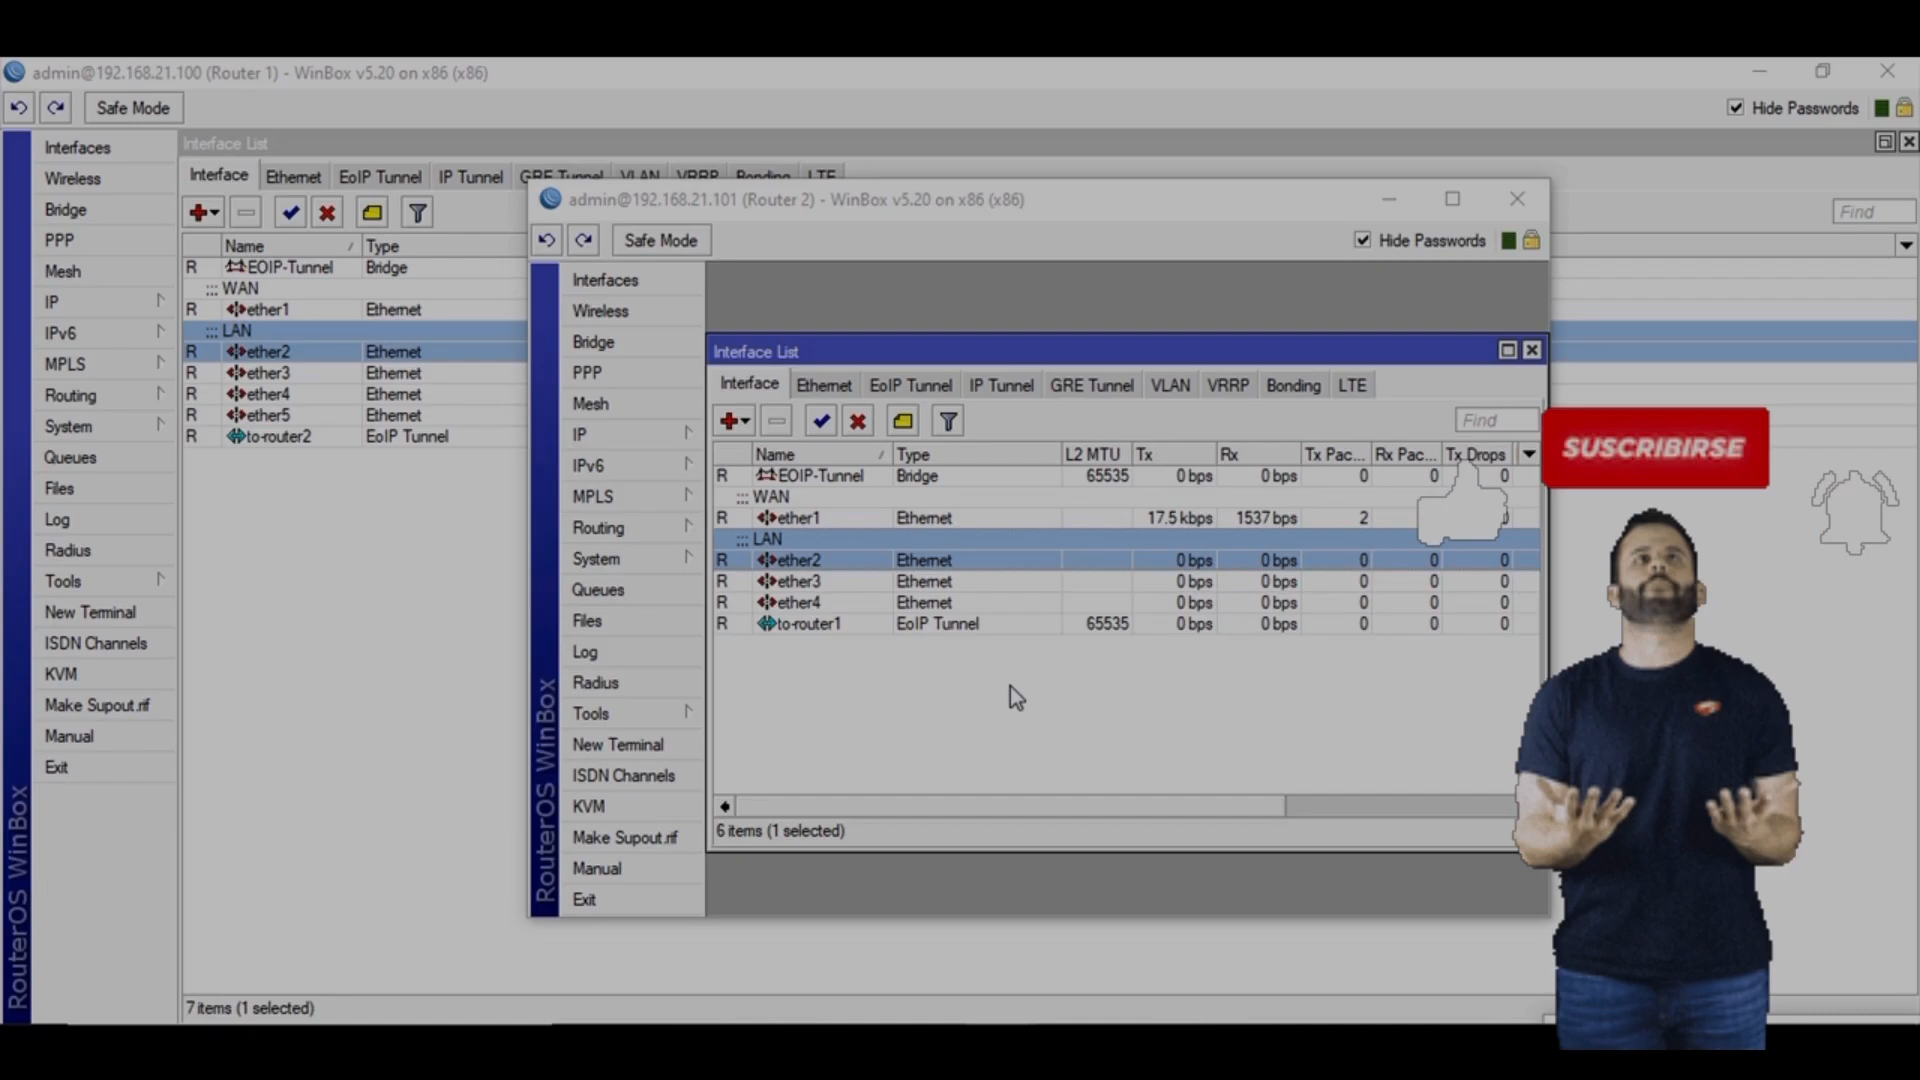 admin@192.168.21.100 (Router 1) - WinBox v5.20 on x86 (x86)
Safe Mode
Hide Passwords
Interfaces
Wireless
Bridge
PPP
Mesh
IP
IPv6
MPLS
Routing
System
Queues
Files
Log
Radius
Tools
New Terminal
ISDN Channels
KVM
Make Supout.rif
Manual
Exit
RouterOS WinBox
Interface List
Interface Ethernet EoIP Tunnel IP Tunnel GRE Tunnel VLAN VRRP Bonding LTE
Find
Name Type
R EOIP-Tunnel Bridge
::: WAN
R ether1 Ethernet
::: LAN
R ether2 Ethernet
R ether3 Ethernet
R ether4 Ethernet
R ether5 Ethernet
R to-router2 EoIP Tunnel
7 items (1 selected)
admin@192.168.21.101 (Router 2) - WinBox v5.20 on x86 (x86)
Safe Mode
Hide Passwords
Interfaces
Wireless
Bridge
PPP
Mesh
IP
IPv6
MPLS
Routing
System
Queues
Files
Log
Radius
Tools
New Terminal
ISDN Channels
KVM
Make Supout.rif
Manual
Exit
RouterOS WinBox
Interface List
Interface Ethernet EoIP Tunnel IP Tunnel GRE Tunnel VLAN VRRP Bonding LTE
Find
Name Type L2 MTU Tx Rx Tx Pac... Rx Pac... Tx Drops
R EOIP-Tunnel Bridge 65535 0 bps 0 bps 0 0 0
::: WAN
R ether1 Ethernet 17.5 kbps 1537 bps 2
::: LAN
R ether2 Ethernet 0 bps 0 bps 0 0 0
R ether3 Ethernet 0 bps 0 bps 0 0 0
R ether4 Ethernet 0 bps 0 bps 0 0 0
R to-router1 EoIP Tunnel 65535 0 bps 0 bps 0 0 0
6 items (1 selected)
SUSCRIBIRSE